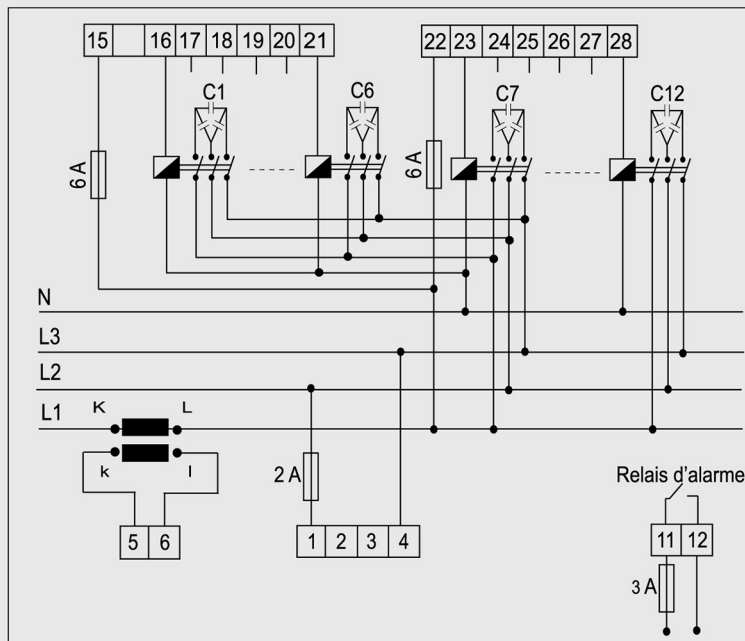 15 16 17 18 19 20 21
22 23 24 25 26 27 28
C1 C6 C7 C12
6 A
6 A
N
L3
L2
L1
K L
k l
2 A
5 6
1 2 3 4
Relais d'alarme
11 12
3 A